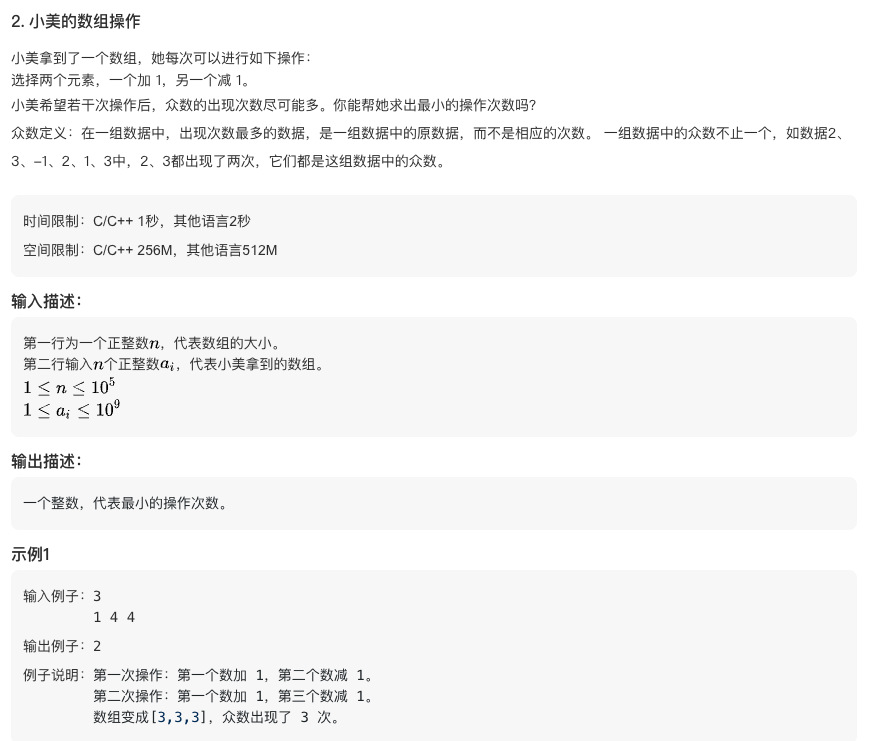 2. 小美的数组操作
小美拿到了一个数组，她每次可以进行如下操作：
选择两个元素，一个加 1，另一个减 1。
小美希望若干次操作后，众数的出现次数尽可能多。你能帮她求出最小的操作次数吗？
众数定义：在一组数据中，出现次数最多的数据，是一组数据中的原数据，而不是相应的次数。 一组数据中的众数不止一个，如数据2、
3、–1、2、1、3中，2、3都出现了两次，它们都是这组数据中的众数。
时间限制：C/C++ 1秒，其他语言2秒
空间限制：C/C++ 256M，其他语言512M
输入描述：
第一行为一个正整数n，代表数组的大小。
第二行输入n个正整数aᵢ，代表小美拿到的数组。
1 ≤ n ≤ 10⁵
1 ≤ aᵢ ≤ 10⁹
输出描述：
一个整数，代表最小的操作次数。
示例1
输入例子：3
1 4 4
输出例子：2
例子说明：第一次操作：第一个数加 1，第二个数减 1。
第二次操作：第一个数加 1，第三个数减 1。
数组变成[3,3,3]，众数出现了 3 次。